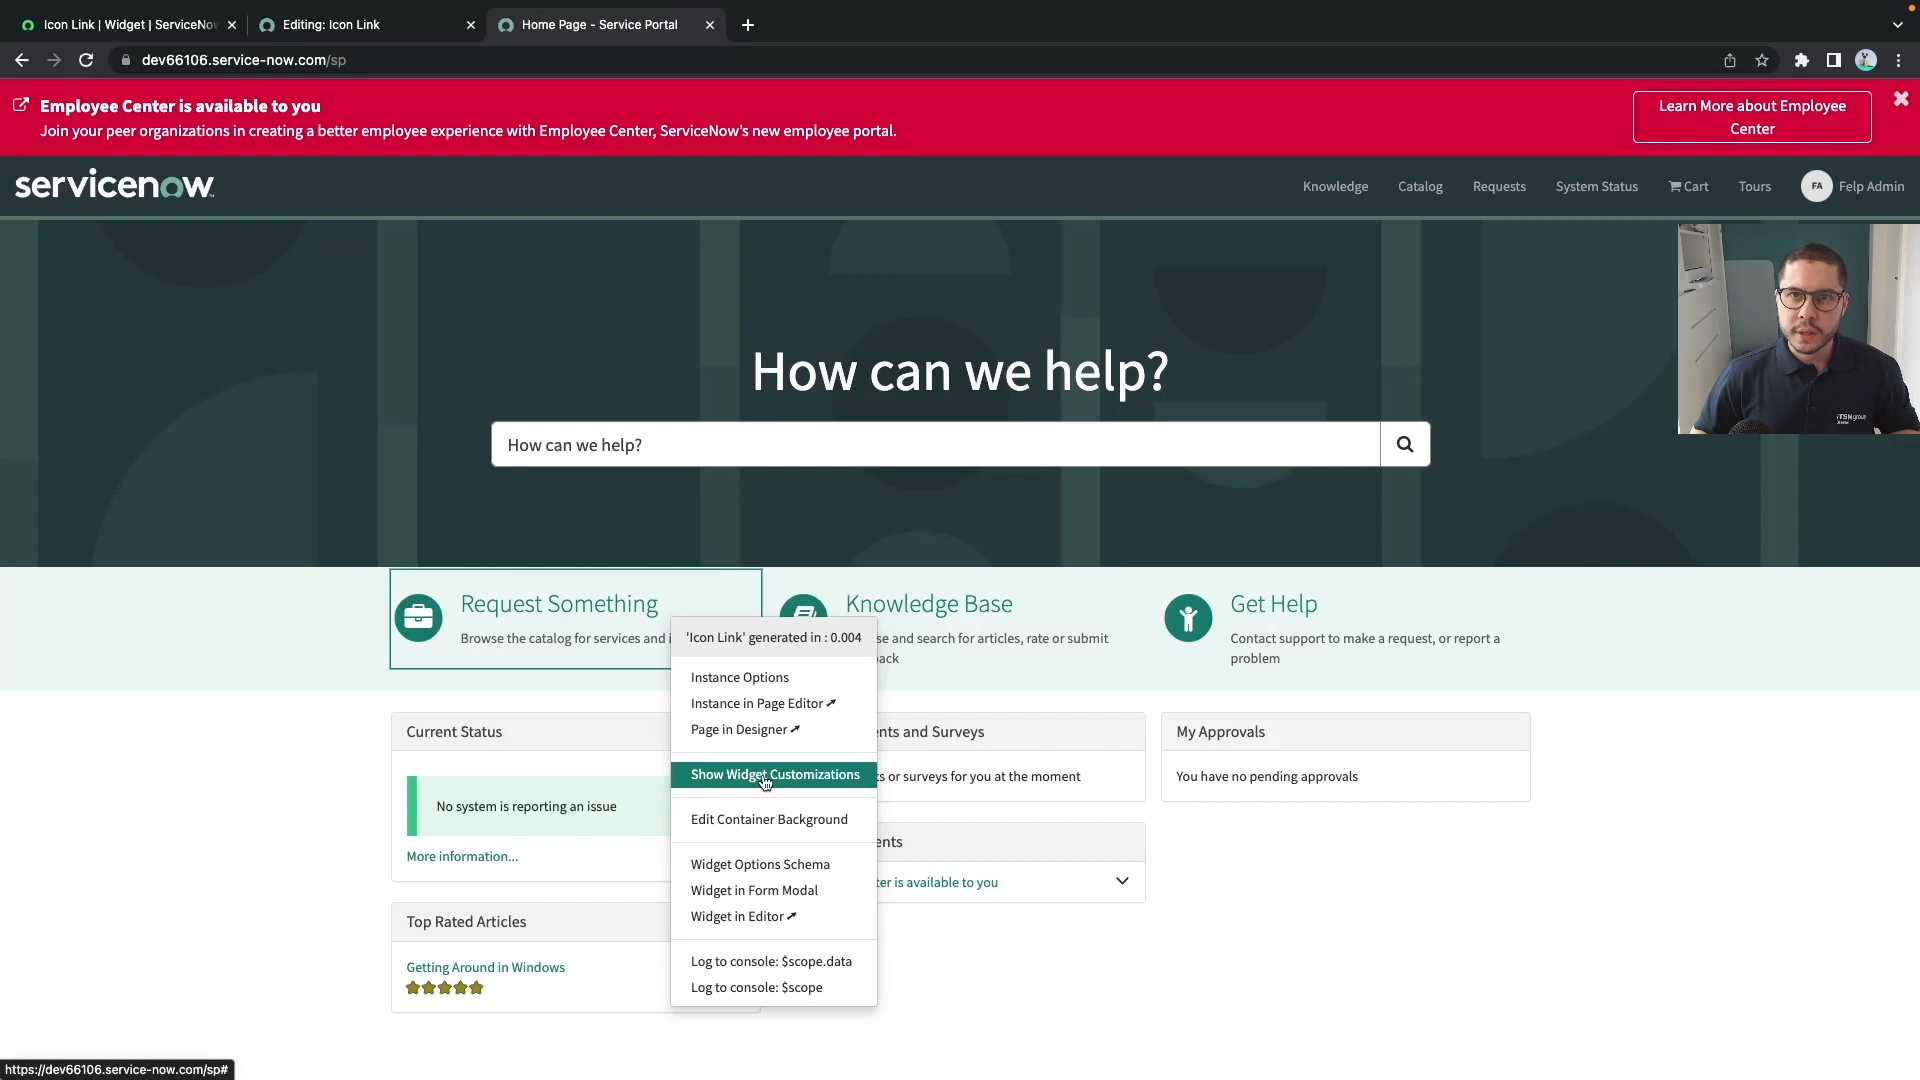 Icon Link | Widget | ServiceNow
Editing: Icon Link
Home Page - Service Portal
dev66106.service-now.com/sp
Employee Center is available to you
Join your peer organizations in creating a better employee experience with Employee Center, ServiceNow's new employee portal.
Learn More about Employee
Center
servicenow
Knowledge
Catalog
Requests
System Status
Cart
Tours
FA
Felp Admin
How can we help?
How can we help?
Request Something
Browse the catalog for services and i
Knowledge Base
se and search for articles, rate or submit
ack
Get Help
Contact support to make a request, or report a
problem
'Icon Link' generated in : 0.004
Instance Options
Instance in Page Editor
Page in Designer
Show Widget Customizations
Edit Container Background
Widget Options Schema
Widget in Form Modal
Widget in Editor
Log to console: $scope.data
Log to console: $scope
Current Status
No system is reporting an issue
More information...
Top Rated Articles
Getting Around in Windows
ents and Surveys
ts or surveys for you at the moment
ents
ter is available to you
My Approvals
You have no pending approvals
iTSM group
https://dev66106.service-now.com/sp#